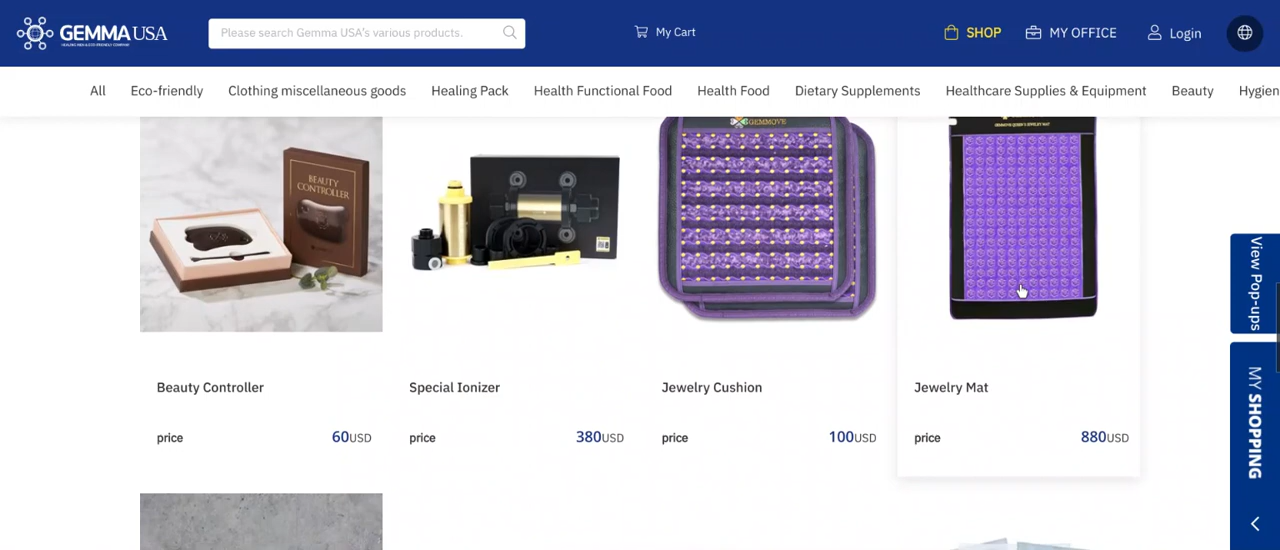 GEMMA USA
Please search Gemma USA's various products.
My Cart
SHOP
MY OFFICE
Login
All
Eco-friendly
Clothing miscellaneous goods
Healing Pack
Health Functional Food
Health Food
Dietary Supplements
Healthcare Supplies & Equipment
Beauty
Hygien
BEAUTY
CONTROLLER
GEMMOVE
View Pop-ups
MY SHOPPING
Beauty Controller
Special Ionizer
Jewelry Cushion
Jewelry Mat
price
60USD
price
380USD
price
100USD
price
880USD